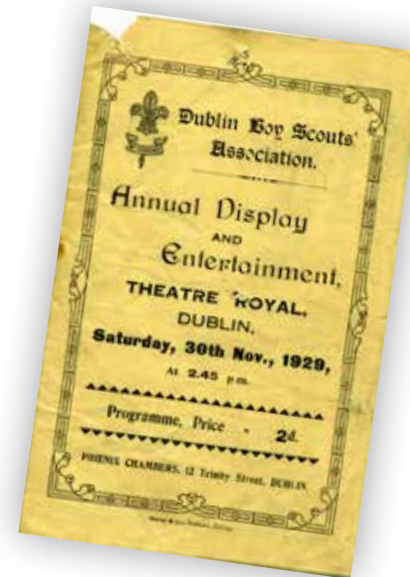 Dublin Boy Scouts'
Association.
Annual Display
AND
Entertainment,
THEATRE ROYAL,
DUBLIN,
Saturday, 30th Nov., 1929,
At 2.45 p m.
Programme, Price - 2d.
PHOENIX CHAMBERS, 12 Trinity Street, DUBLIN